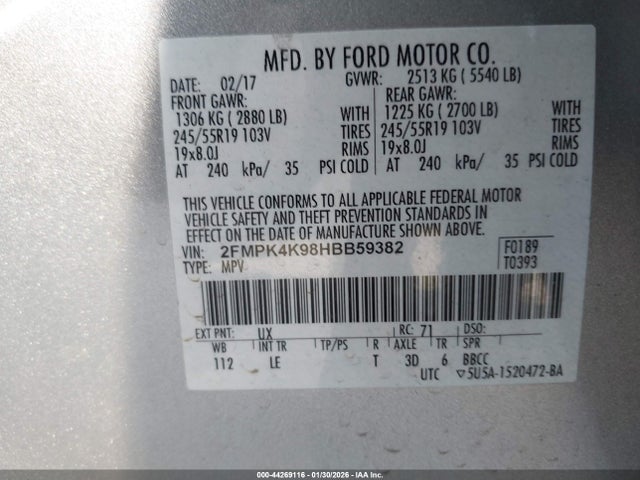 MFD. BY FORD MOTOR CO.
DATE: 02/17 GVWR: 2513 KG ( 5540 LB)
FRONT GAWR: REAR GAWR:
1306 KG ( 2880 LB) WITH 1225 KG ( 2700 LB) WITH
245/55R19 103V TIRES 245/55R19 103V TIRES
19x8.0J RIMS 19x8.0J RIMS
AT 240 kPa/ 35 PSI COLD AT 240 kPa/ 35 PSI COLD
THIS VEHICLE CONFORMS TO ALL APPLICABLE FEDERAL MOTOR
VEHICLE SAFETY AND THEFT PREVENTION STANDARDS IN
EFFECT ON THE DATE OF MANUFACTURE SHOWN ABOVE.
VIN: 2FMPK4K98HBB59382 F0189
TYPE: MPV T0393
EXT PNT: UX RC: 71 DSO:
WB INT TR TP/PS R AXLE TR SPR
112 LE T 3D 6 BBCC
UTC ▽5U5A-1520472-BA
000-44269116 - 01/30/2026 - IAA Inc.